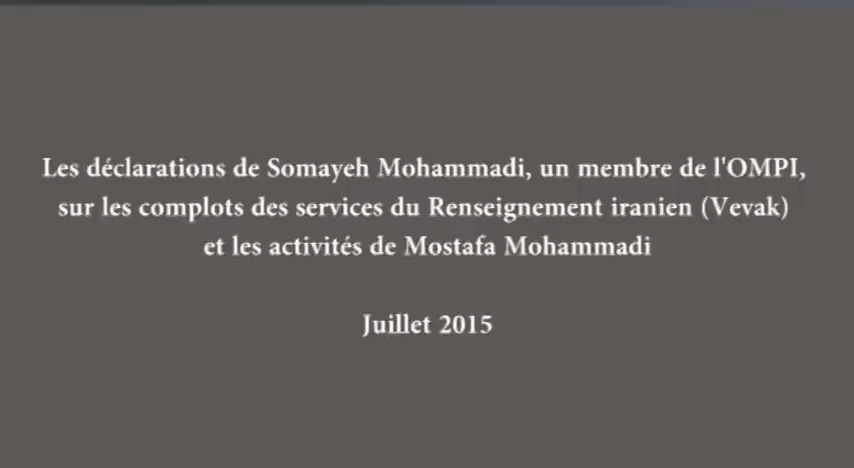 Les déclarations de Somayeh Mohammadi, un membre de l'OMPI,
sur les complots des services du Renseignement iranien (Vevak)
et les activités de Mostafa Mohammadi
Juillet 2015